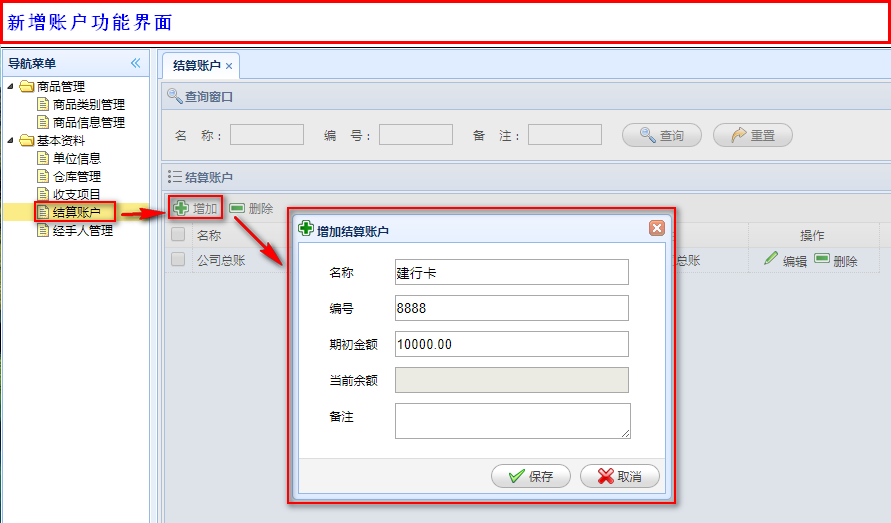 新增账户功能界面
导航菜单
商品管理
商品类别管理
商品信息管理
基本资料
单位信息
仓库管理
收支项目
结算账户
经手人管理
结算账户
查询窗口
名 称: 编 号: 备 注: 查询 重置
结算账户
增加 删除
名称 操作
公司总账 总账 编辑 删除
增加结算账户
名称 建行卡
编号 8888
期初金额 10000.00
当前余额
备注
保存 取消